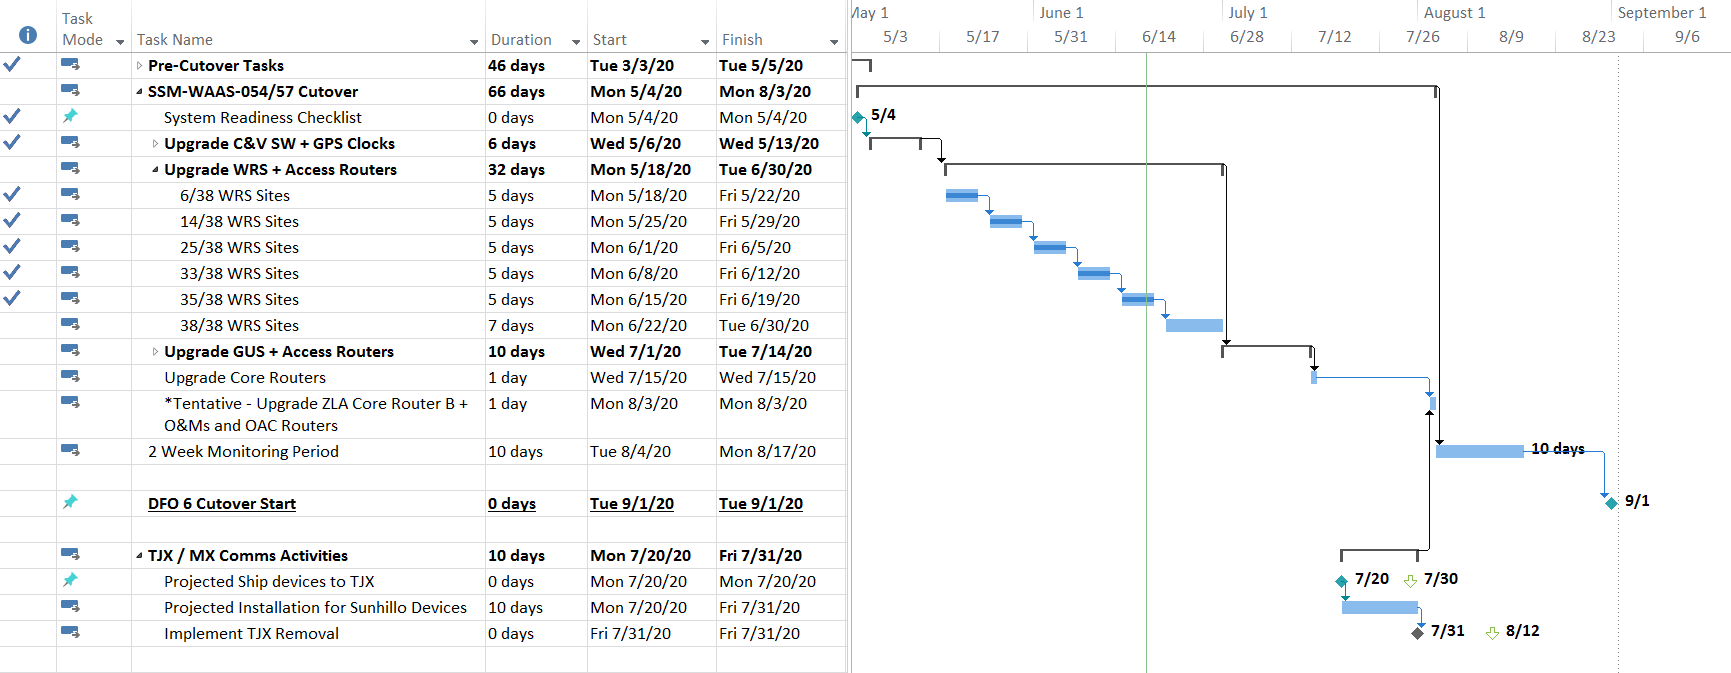 May 1 June 1 July 1 August 1 September 1
Task Mode Task Name Duration Start Finish 5/3 5/17 5/31 6/14 6/28 7/12 7/26 8/9 8/23 9/6
Pre-Cutover Tasks 46 days Tue 3/3/20 Tue 5/5/20
SSM-WAAS-054/57 Cutover 66 days Mon 5/4/20 Mon 8/3/20
System Readiness Checklist 0 days Mon 5/4/20 Mon 5/4/20 5/4
Upgrade C&V SW + GPS Clocks 6 days Wed 5/6/20 Wed 5/13/20
Upgrade WRS + Access Routers 32 days Mon 5/18/20 Tue 6/30/20
6/38 WRS Sites 5 days Mon 5/18/20 Fri 5/22/20
14/38 WRS Sites 5 days Mon 5/25/20 Fri 5/29/20
25/38 WRS Sites 5 days Mon 6/1/20 Fri 6/5/20
33/38 WRS Sites 5 days Mon 6/8/20 Fri 6/12/20
35/38 WRS Sites 5 days Mon 6/15/20 Fri 6/19/20
38/38 WRS Sites 7 days Mon 6/22/20 Tue 6/30/20
Upgrade GUS + Access Routers 10 days Wed 7/1/20 Tue 7/14/20
Upgrade Core Routers 1 day Wed 7/15/20 Wed 7/15/20
*Tentative - Upgrade ZLA Core Router B + 1 day Mon 8/3/20 Mon 8/3/20
O&Ms and OAC Routers
2 Week Monitoring Period 10 days Tue 8/4/20 Mon 8/17/20 10 days
DFO 6 Cutover Start 0 days Tue 9/1/20 Tue 9/1/20 9/1
TJX / MX Comms Activities 10 days Mon 7/20/20 Fri 7/31/20
Projected Ship devices to TJX 0 days Mon 7/20/20 Mon 7/20/20 7/20 7/30
Projected Installation for Sunhillo Devices 10 days Mon 7/20/20 Fri 7/31/20
Implement TJX Removal 0 days Fri 7/31/20 Fri 7/31/20 7/31 8/12